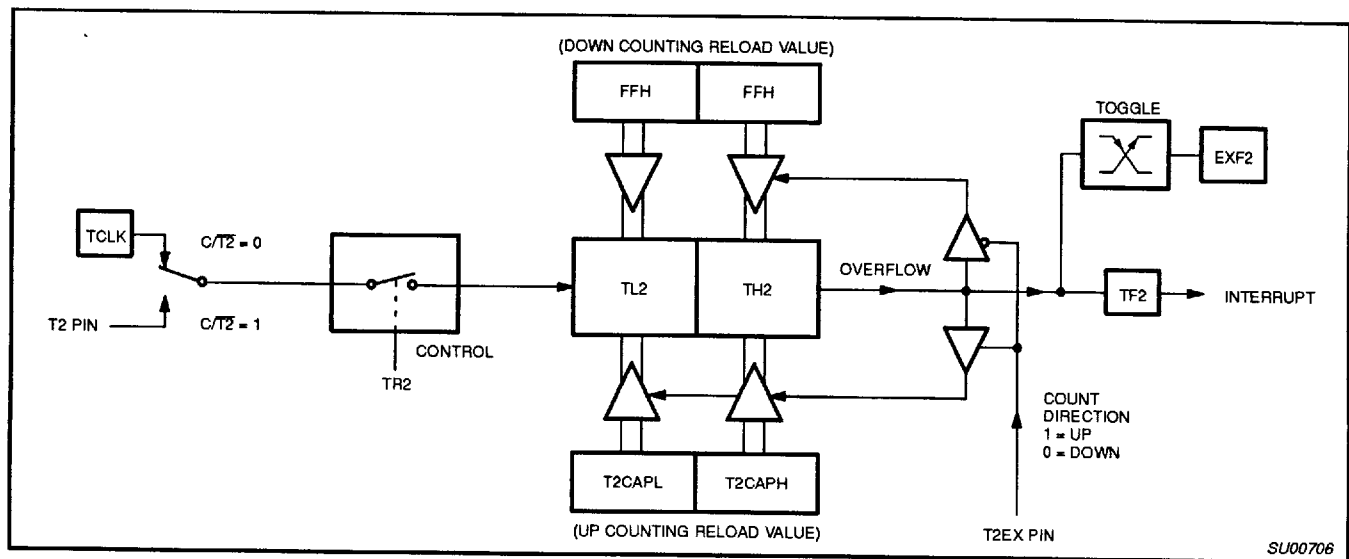 (DOWN COUNTING RELOAD VALUE)
FFH
FFH
TOGGLE
EXF2
TCLK
C/T2 = 0
OVERFLOW
TL2
TH2
TF2
INTERRUPT
T2 PIN
C/T2 = 1
CONTROL
TR2
COUNT
DIRECTION
1 = UP
0 = DOWN
T2CAPL
T2CAPH
(UP COUNTING RELOAD VALUE)
T2EX PIN
SU00706